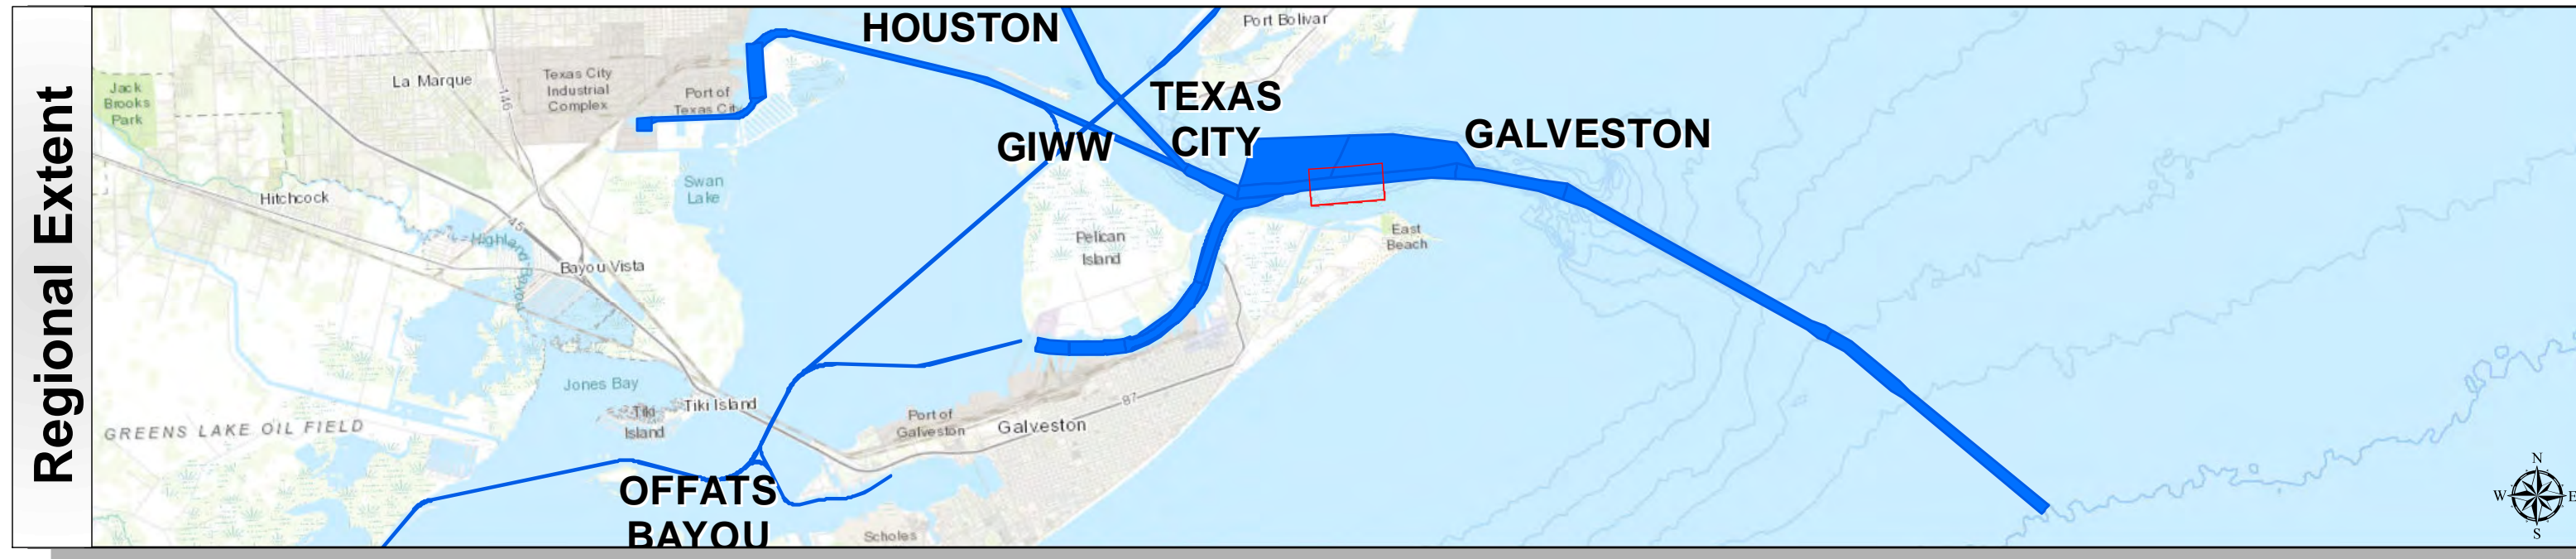 Regional Extent
HOUSTON
Port Bolivar
La Marque
Texas City
Industrial
Complex
146
Jack
Brooks
Park
Port of
Texas City
TEXAS
CITY
GALVESTON
GIWW
Swan
Lake
Hitchcock
45
Highland Bayou
Bayou Vista
Pelican
Island
East
Beach
Jones Bay
Tiki
Island
Tiki Island
87
Port of
Galveston
Galveston
GREENS LAKE OIL FIELD
OFFATS
BAYOU
Scholes
N
W
E
S